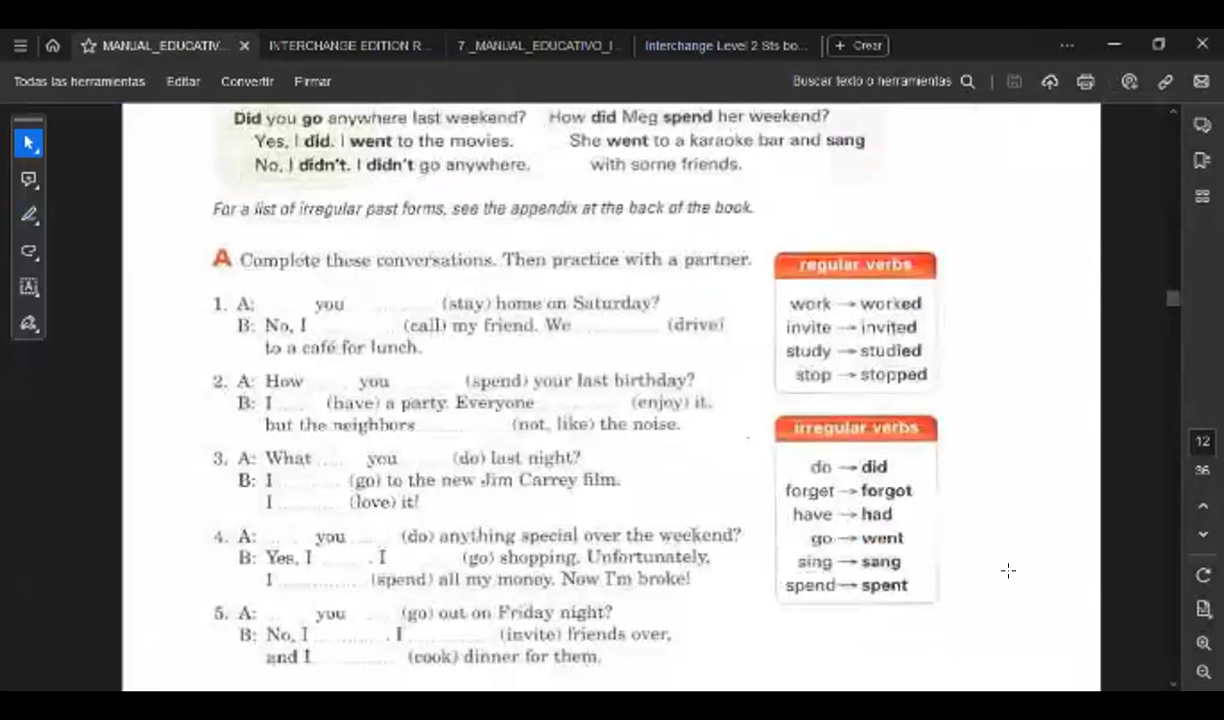 MANUAL_EDUCATIV... INTERCHANGE EDITION R... 7_MANUAL_EDUCATIVO_I... Interchange Level 2 Sts bo... + Crear
Todas las herramientas Editar Convertir Firmar Buscar texto o herramientas
Did you go anywhere last weekend? How did Meg spend her weekend?
Yes, I did. I went to the movies. She went to a karaoke bar and sang
No, I didn't. I didn't go anywhere. with some friends.
For a list of irregular past forms, see the appendix at the back of the book.
A Complete these conversations. Then practice with a partner.
1. A: ..... you ..... (stay) home on Saturday?
B: No, I ..... (call) my friend. We ..... (drive)
to a café for lunch.
2. A: How ..... you ..... (spend) your last birthday?
B: I ..... (have) a party. Everyone ..... (enjoy) it,
but the neighbors ..... (not, like) the noise.
3. A: What ..... you ..... (do) last night?
B: I ..... (go) to the new Jim Carrey film.
I ..... (love) it!
4. A: ..... you ..... (do) anything special over the weekend?
B: Yes, I ..... . I ..... (go) shopping. Unfortunately,
I ..... (spend) all my money. Now I'm broke!
5. A: ..... you ..... (go) out on Friday night?
B: No, I ..... . I ..... (invite) friends over,
and I ..... (cook) dinner for them.
regular verbs
work → worked
invite → invited
study → studied
stop → stopped
irregular verbs
do → did
forget → forgot
have → had
go → went
sing → sang
spend → spent
12
36